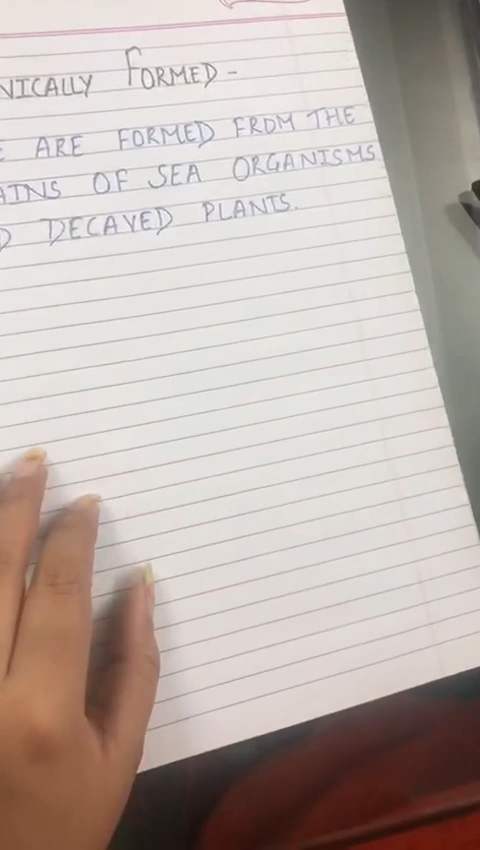 NICALLY FORMED -
E ARE FORMED FROM THE
AINS OF SEA ORGANISMS
D DECAYED PLANTS.